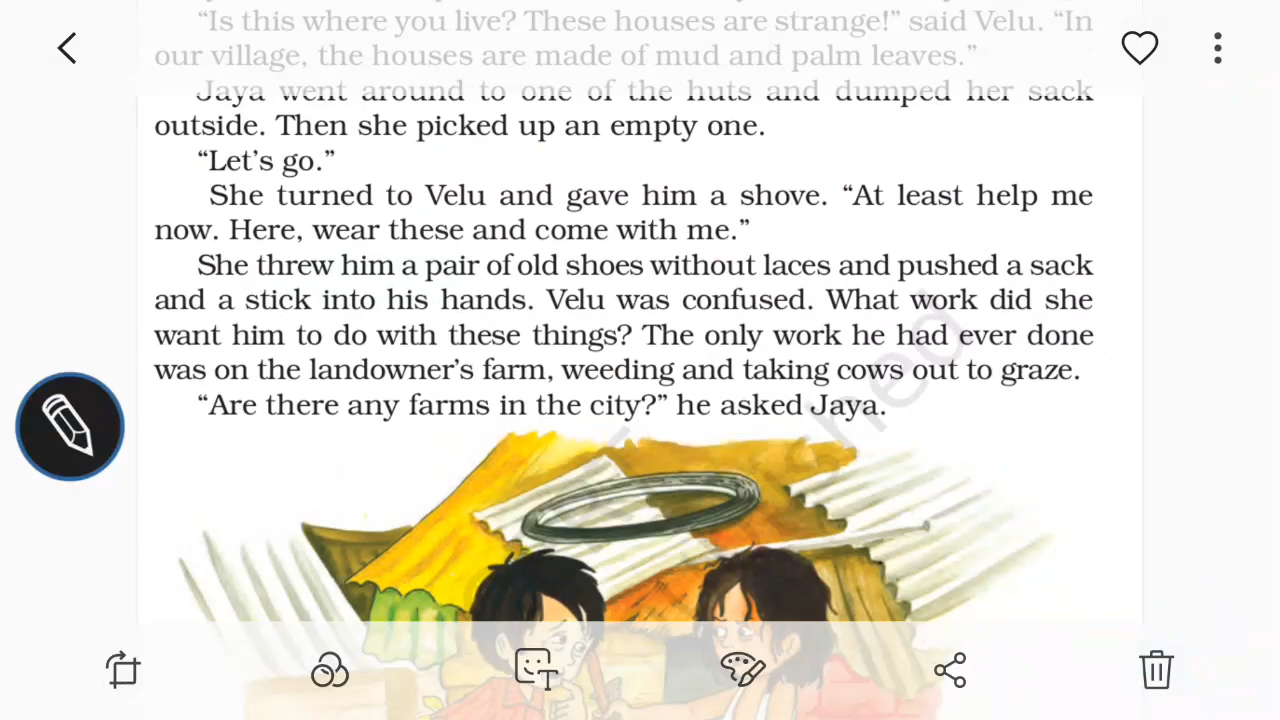 “Is this where you live? These houses are strange!” said Velu. “In
our village, the houses are made of mud and palm leaves.”
Jaya went around to one of the huts and dumped her sack
outside. Then she picked up an empty one.
“Let’s go.”
She turned to Velu and gave him a shove. “At least help me
now. Here, wear these and come with me.”
She threw him a pair of old shoes without laces and pushed a sack
and a stick into his hands. Velu was confused. What work did she
want him to do with these things? The only work he had ever done
was on the landowner’s farm, weeding and taking cows out to graze.
“Are there any farms in the city?” he asked Jaya.